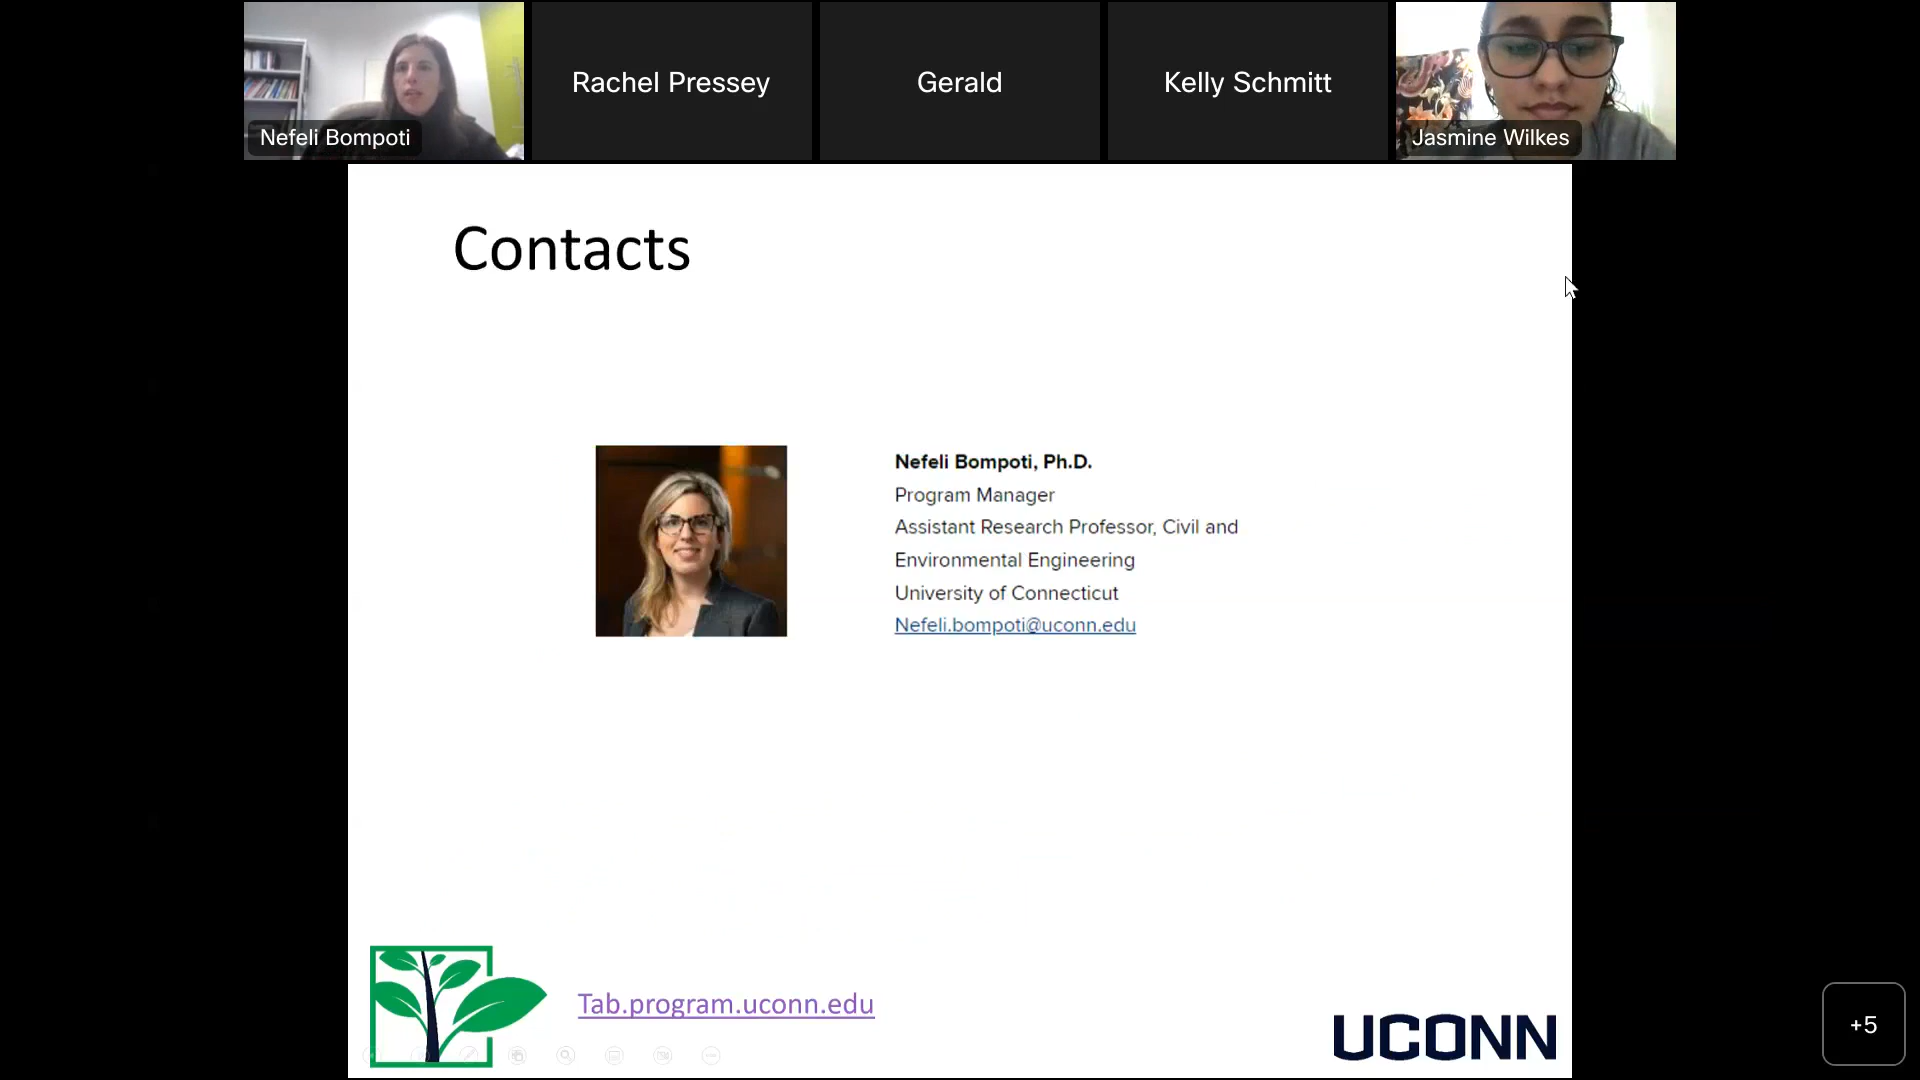 Rachel Pressey
Gerald
Kelly Schmitt
Nefeli Bompoti
Jasmine Wilkes
Contacts
Nefeli Bompoti, Ph.D.
Program Manager
Assistant Research Professor, Civil and
Environmental Engineering
University of Connecticut
Nefeli.bompoti@uconn.edu
Tab.program.uconn.edu
UCONN
+5